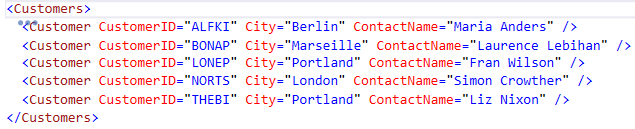 <Customers>
<Customer CustomerID="ALFKI" City="Berlin" ContactName="Maria Anders" />
<Customer CustomerID="BONAP" City="Marseille" ContactName="Laurence Lebihan" />
<Customer CustomerID="LONEP" City="Portland" ContactName="Fran Wilson" />
<Customer CustomerID="NORTS" City="London" ContactName="Simon Crowther" />
<Customer CustomerID="THEBI" City="Portland" ContactName="Liz Nixon" />
</Customers>